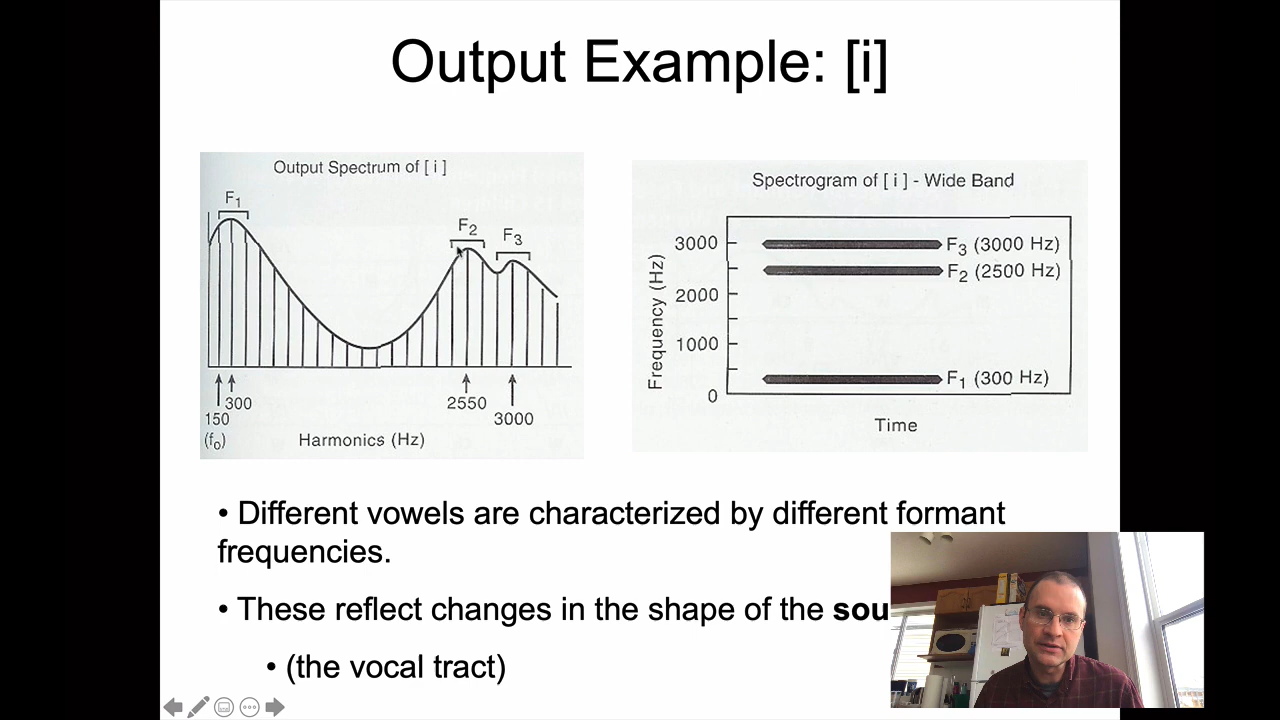 Output Example: [i]
Output Spectrum of [ i ]
F1
F2
F3
150
300
2550
3000
(f0)
Harmonics (Hz)
Spectrogram of [ i ] - Wide Band
Frequency (Hz)
3000
2000
1000
0
F3 (3000 Hz)
F2 (2500 Hz)
F1 (300 Hz)
Time
• Different vowels are characterized by different formant
frequencies.
• These reflect changes in the shape of the sou
• (the vocal tract)